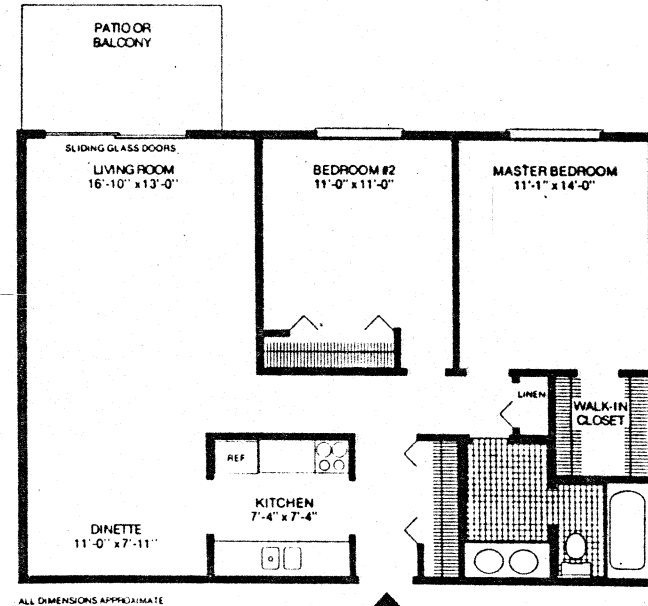 PATIO OR
BALCONY
SLIDING GLASS DOORS
LIVING ROOM
16'-10" x 13'-0"
BEDROOM #2
11'-0" x 11'-0"
MASTER BEDROOM
11'-1" x 14'-0"
LINEN
WALK-IN
CLOSET
REF
KITCHEN
7'-4" x 7'-4"
DINETTE
11'-0" x 7'-11"
ALL DIMENSIONS APPROXIMATE